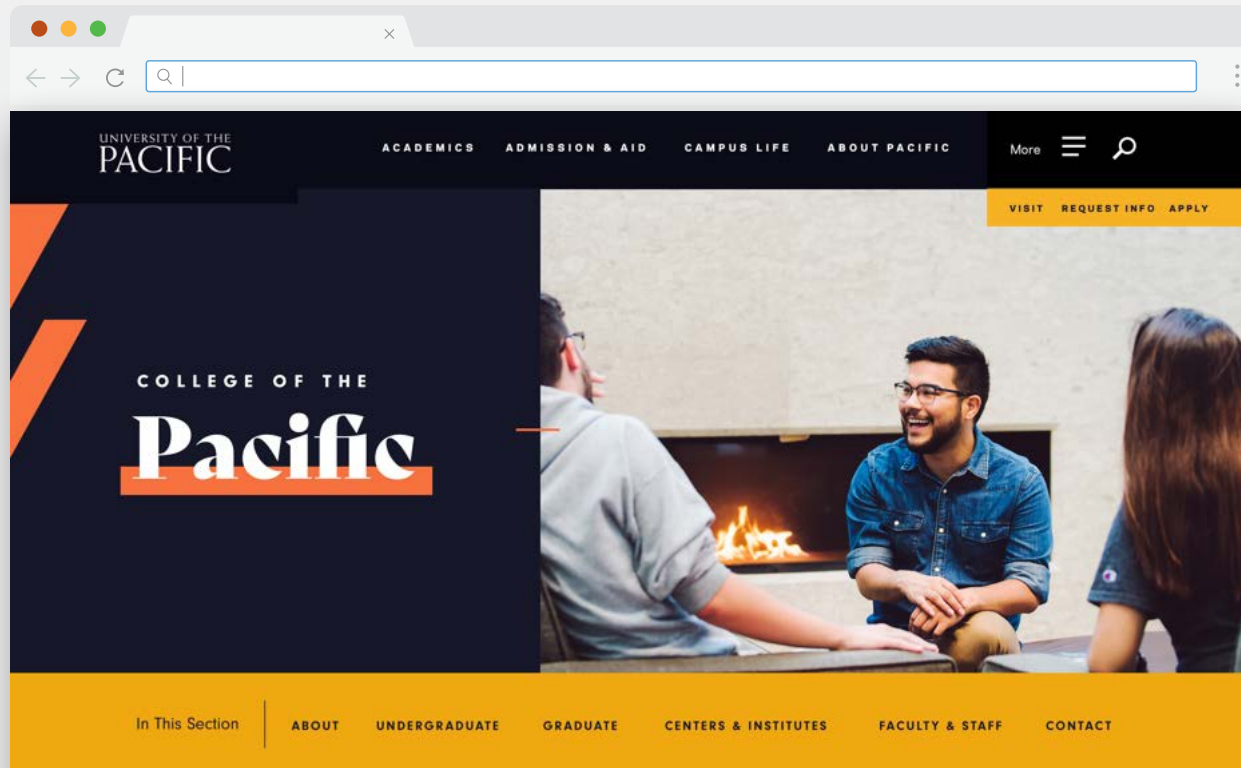 UNIVERSITY OF THE
PACIFIC
ACADEMICS ADMISSION & AID CAMPUS LIFE ABOUT PACIFIC More
VISIT REQUEST INFO APPLY
COLLEGE OF THE
Pacific
In This Section ABOUT UNDERGRADUATE GRADUATE CENTERS & INSTITUTES FACULTY & STAFF CONTACT